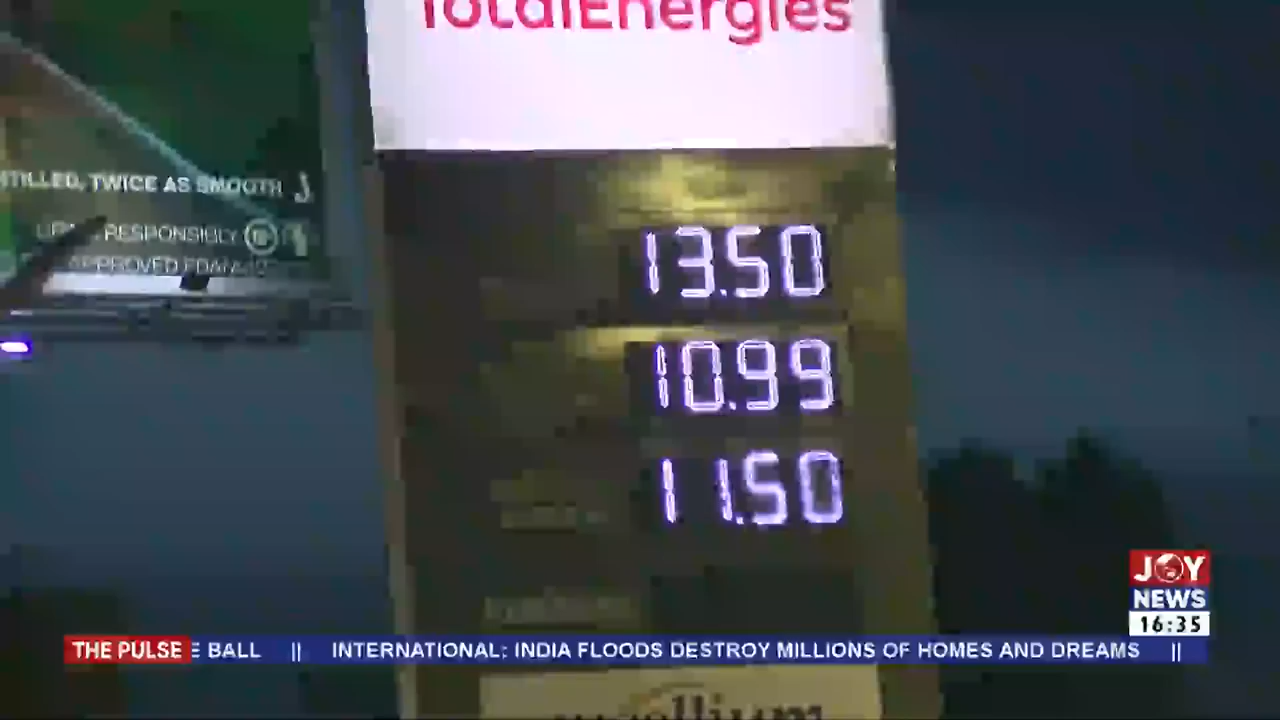 TotalEnergies
TWICE AS SMOOTH
RESPONSIBLY
APPROVED
13.50
10.99
11.50
JOY
NEWS
16:35
THE PULSE E BALL || INTERNATIONAL: INDIA FLOODS DESTROY MILLIONS OF HOMES AND DREAMS ||